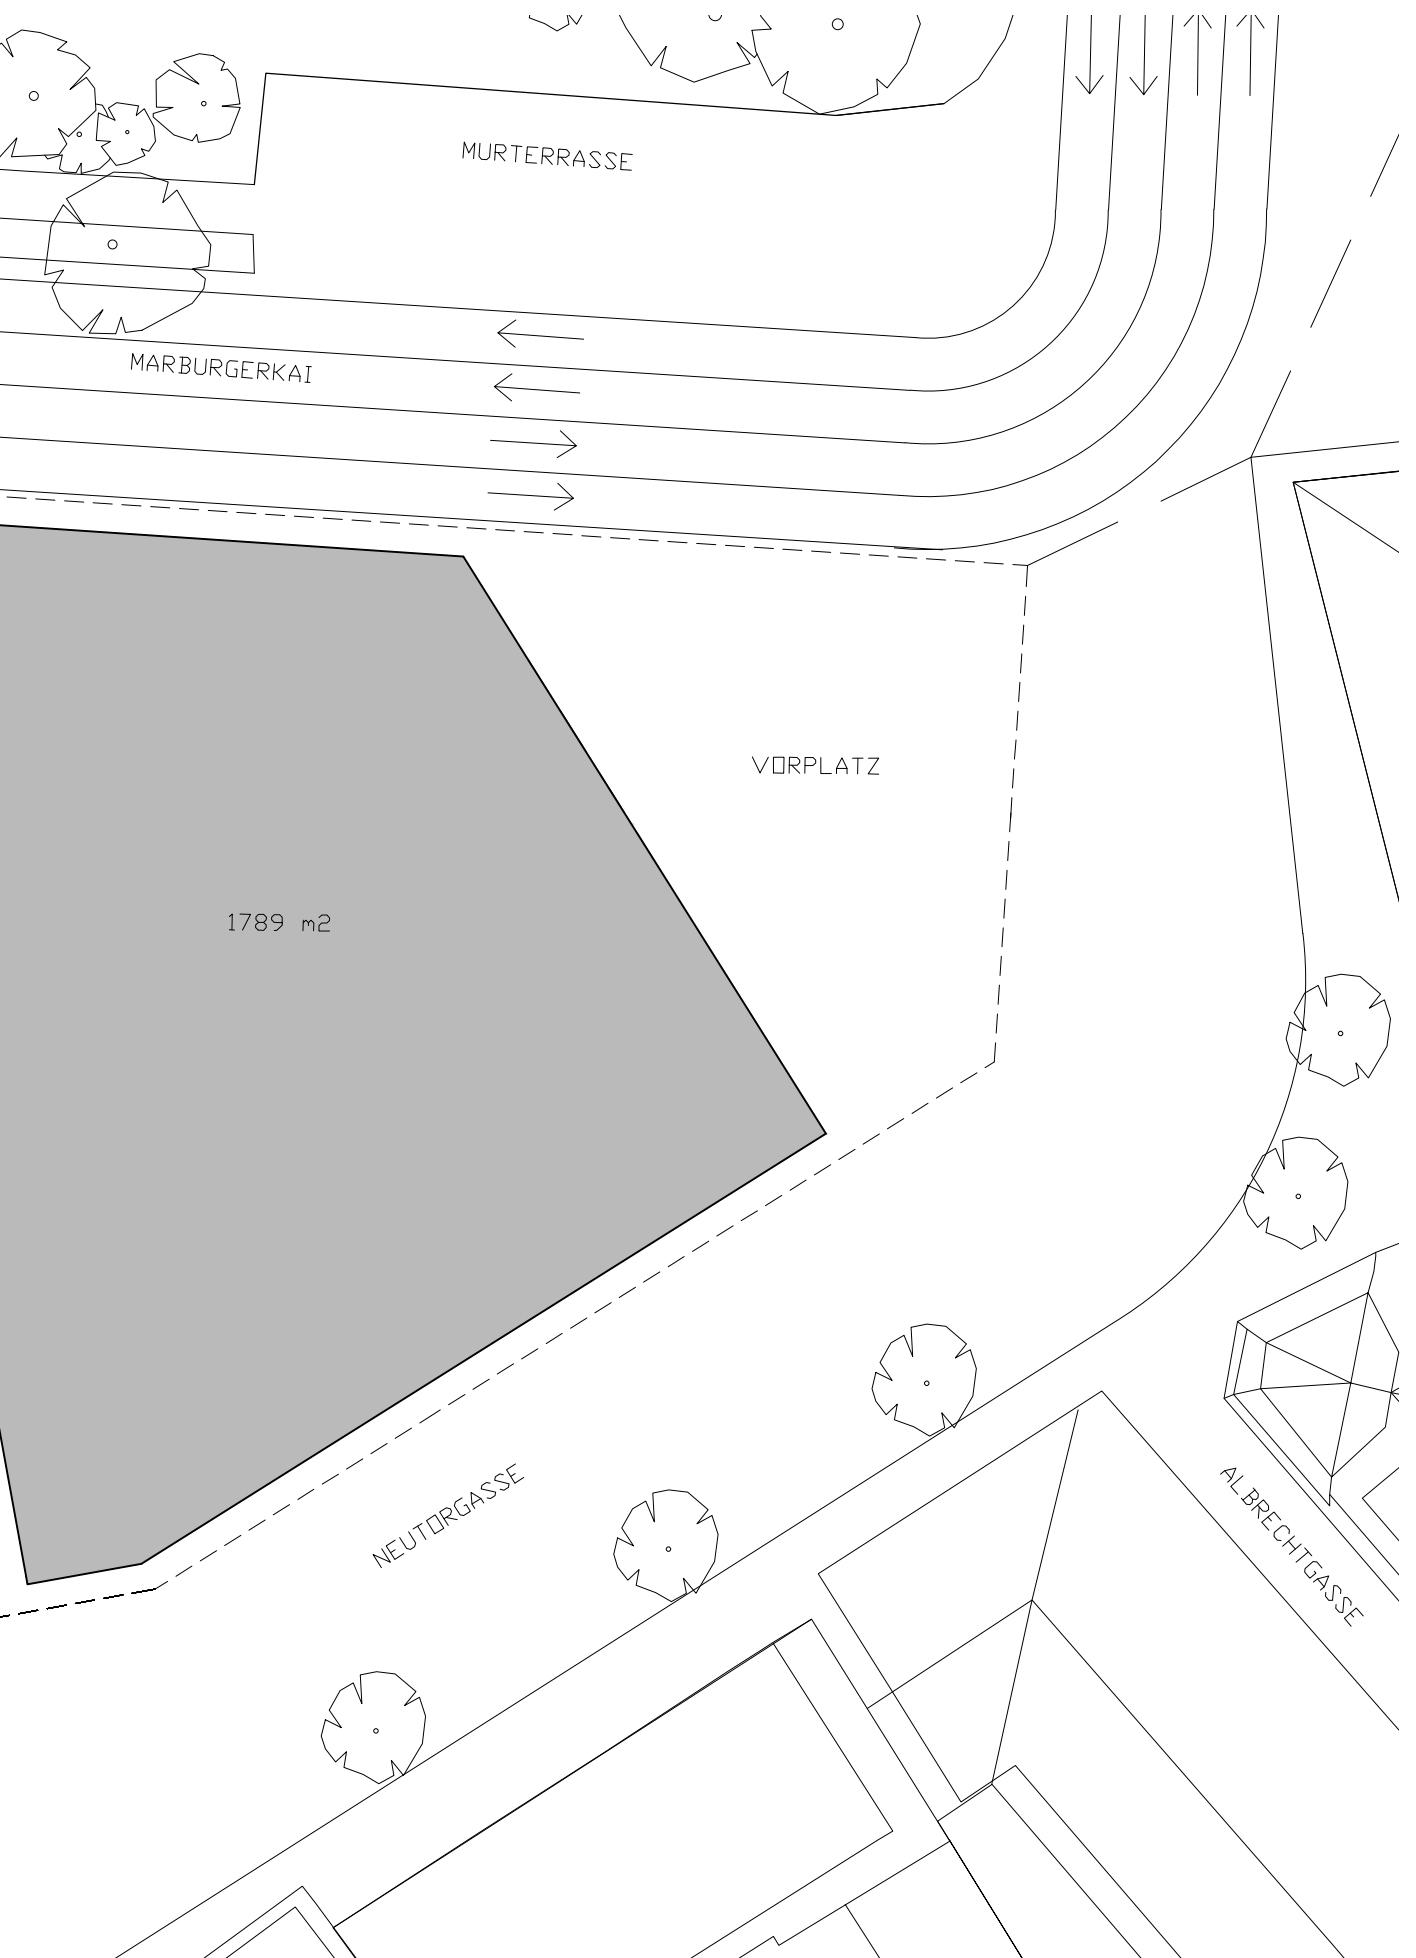 MURTERRASSE
MARBURGERKAI
VORPLATZ
1789 m2
NEUTORGASSE
ALBRECHTGASSE